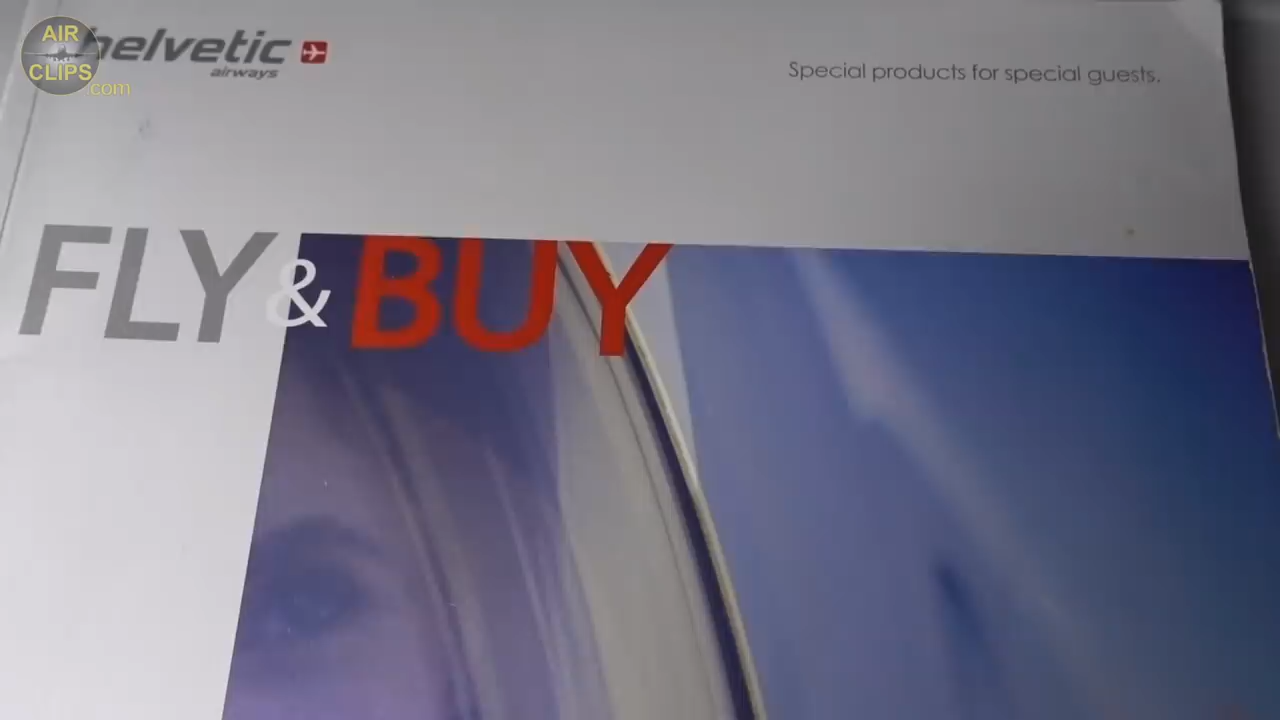 AIR
CLIPS
.com
helvetic
airways
Special products for special guests.
FLY & BUY